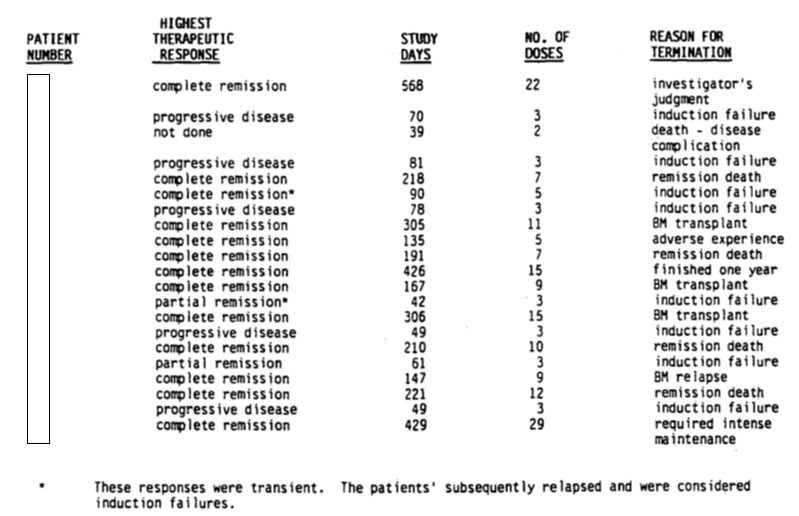 PATIENT NUMBER HIGHEST THERAPEUTIC RESPONSE STUDY DAYS NO. OF DOSES REASON FOR TERMINATION
complete remission 568 22 investigator's
judgment
progressive disease 70 3 induction failure
not done 39 2 death - disease
complication
progressive disease 81 3 induction failure
complete remission 218 7 remission death
complete remission* 90 5 induction failure
progressive disease 78 3 induction failure
complete remission 305 11 BM transplant
complete remission 135 5 adverse experience
complete remission 191 7 remission death
complete remission 426 15 finished one year
complete remission 167 9 BM transplant
partial remission* 42 3 induction failure
complete remission 306 15 BM transplant
progressive disease 49 3 induction failure
complete remission 210 10 remission death
partial remission 61 3 induction failure
complete remission 147 9 BM relapse
complete remission 221 12 remission death
progressive disease 49 3 induction failure
complete remission 429 29 required intense
maintenance
* These responses were transient. The patients' subsequently relapsed and were considered
induction failures.